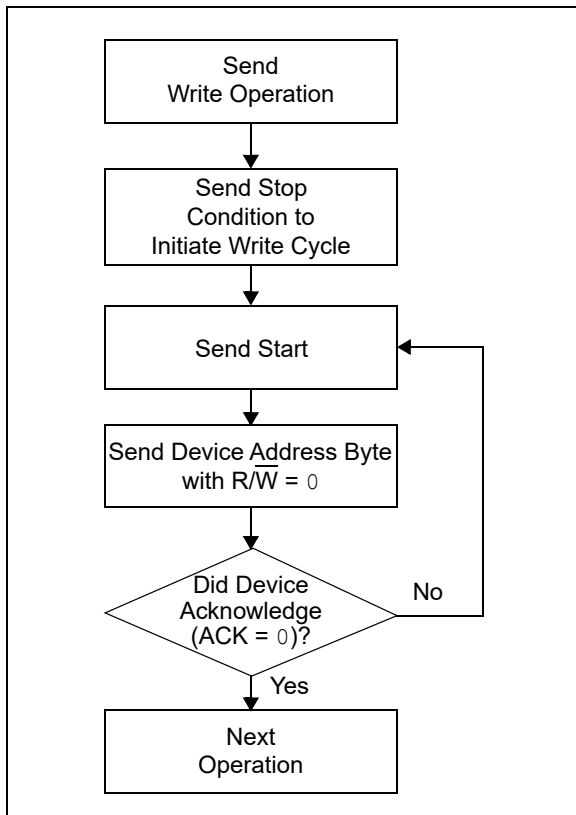 Send
Write Operation
Send Stop
Condition to
Initiate Write Cycle
Send Start
Send Device Address Byte
with R/W̅ = 0
Did Device
Acknowledge
(ACK = 0)?
No
Yes
Next
Operation